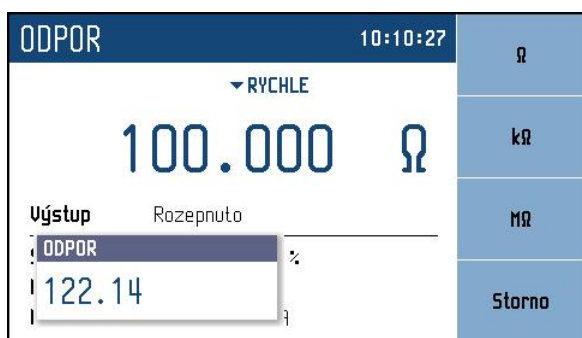 ODPOR 10:10:27
▾RYCHLE
100.000 Ω
Výstup Rozepnuto
%
ODPOR
122.14
Ω
kΩ
MΩ
Storno